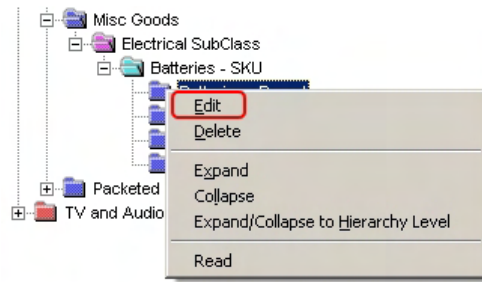 Misc Goods
Electrical SubClass
Batteries - SKU
Edit
Delete
Expand
Collapse
Expand/Collapse to Hierarchy Level
Packeted
TV and Audio
Read